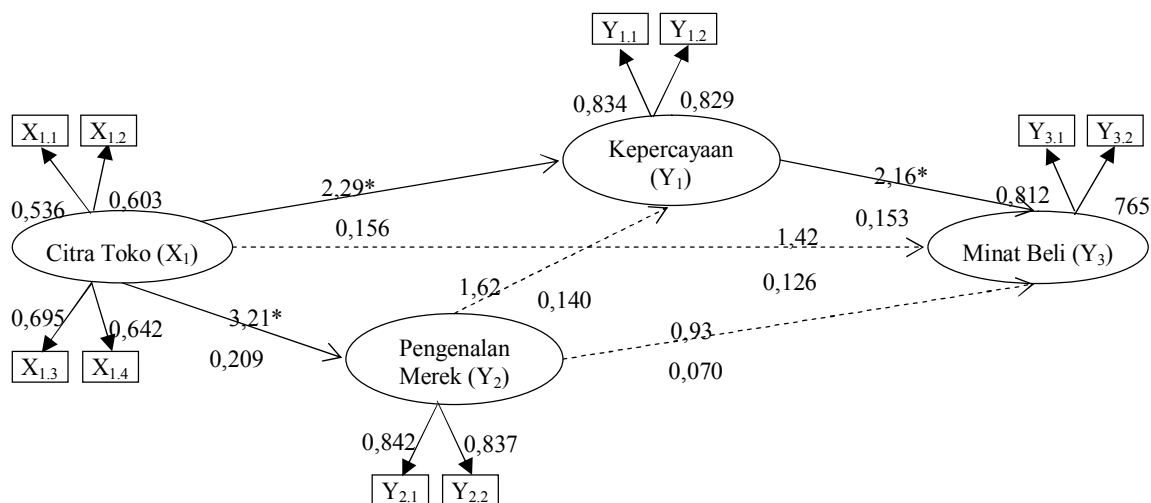 Y1.1 Y1.2
0,834 0,829
X1.1 X1.2
Y3.1 Y3.2
Kepercayaan
(Y1)
2,29* 2,16*
0,536 0,603 0,812 765
0,156 0,153
Citra Toko (X1) 1,42 Minat Beli (Y3)
1,62 0,140 0,126
0,695 0,642 3,21* 0,93
0,209 0,070
X1.3 X1.4
Pengenalan
Merek (Y2)
0,842 0,837
Y2.1 Y2.2